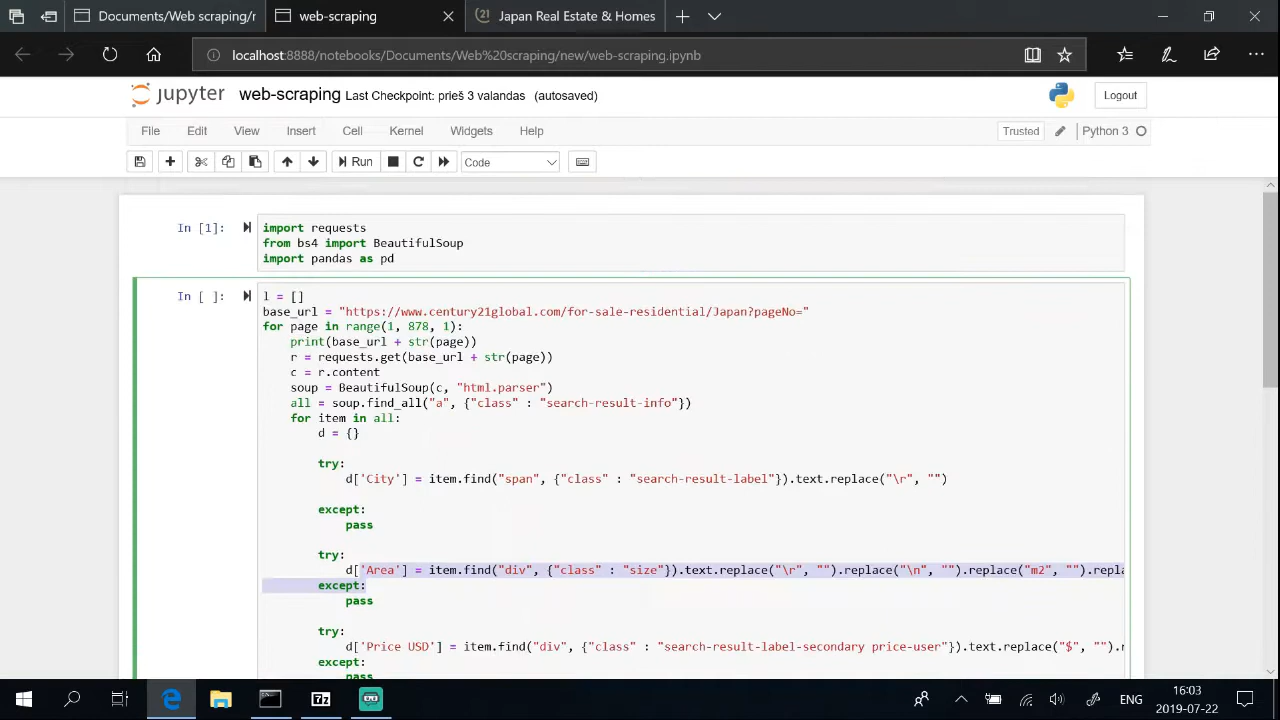 Documents/Web scraping/r
web-scraping
Japan Real Estate & Homes
localhost:8888/notebooks/Documents/Web%20scraping/new/web-scraping.ipynb
jupyter web-scraping Last Checkpoint: prieš 3 valandas (autosaved)
Logout
File Edit View Insert Cell Kernel Widgets Help
Trusted
Python 3
Run
Code
In [1]:
import requests
from bs4 import BeautifulSoup
import pandas as pd
In [ ]:
l = []
base_url = "https://www.century21global.com/for-sale-residential/Japan?pageNo="
for page in range(1, 878, 1):
print(base_url + str(page))
r = requests.get(base_url + str(page))
c = r.content
soup = BeautifulSoup(c, "html.parser")
all = soup.find_all("a", {"class" : "search-result-info"})
for item in all:
d = {}
try:
d['City'] = item.find("span", {"class" : "search-result-label"}).text.replace("\r", "")
except:
pass
try:
d['Area'] = item.find("div", {"class" : "size"}).text.replace("\r", "").replace("\n", "").replace("m2", "").repla
except:
pass
try:
d['Price USD'] = item.find("div", {"class" : "search-result-label-secondary price-user"}).text.replace("$", "").r
except:
pass
ENG
16:03
2019-07-22